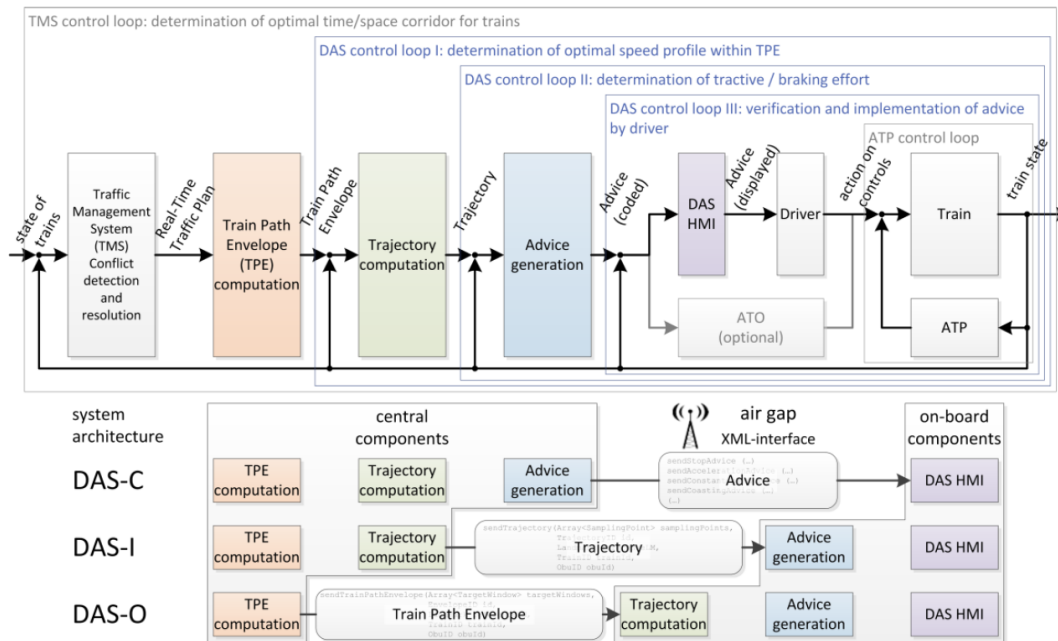 TMS control loop: determination of optimal time/space corridor for trains
DAS control loop I: determination of optimal speed profile within TPE
DAS control loop II: determination of tractive / braking effort
DAS control loop III: verification and implementation of advice
by driver
ATP control loop
state of
trains
Traffic
Management
System
(TMS)
Conflict
detection
and
resolution
Real-Time
Traffic Plan
Train Path
Envelope
(TPE)
computation
Train Path
Envelope
Trajectory
computation
Trajectory
Advice
generation
Advice
(coded)
DAS
HMI
Advice
(displayed)
Driver
action on
controls
Train
train state
ATO
(optional)
ATP
system
architecture
central
components
air gap
XML-interface
on-board
components
DAS-C
TPE
computation
Trajectory
computation
Advice
generation
sendStopAdvice (…)
Advice
(…)
DAS HMI
DAS-I
TPE
computation
Trajectory
computation
sendTrajectory(Array<SamplingPoint> samplingPoints,
Trajectory
ObuID obuId)
Advice
generation
DAS HMI
DAS-O
TPE
computation
sendTrainPathEnvelope(Array<TargetWindow> targetWindows,
Train Path Envelope
ObuID obuId)
Trajectory
computation
Advice
generation
DAS HMI